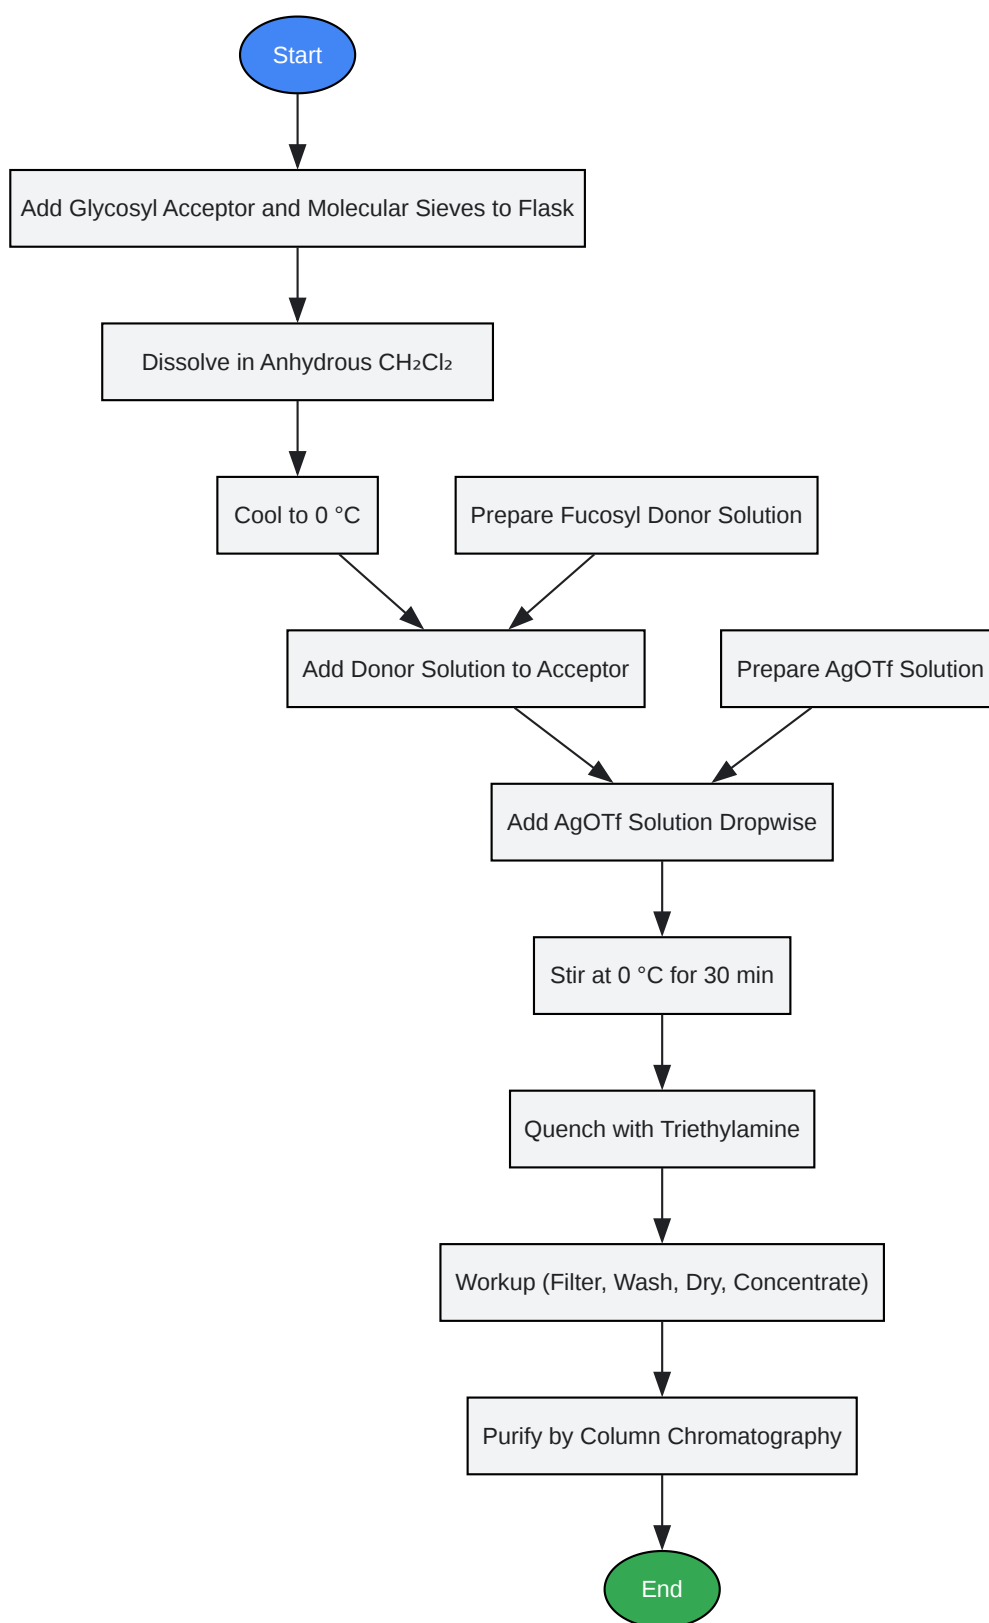 Start
Add Glycosyl Acceptor and Molecular Sieves to Flask
Dissolve in Anhydrous CH₂Cl₂
Cool to 0 °C
Prepare Fucosyl Donor Solution
Add Donor Solution to Acceptor
Prepare AgOTf Solution
Add AgOTf Solution Dropwise
Stir at 0 °C for 30 min
Quench with Triethylamine
Workup (Filter, Wash, Dry, Concentrate)
Purify by Column Chromatography
End